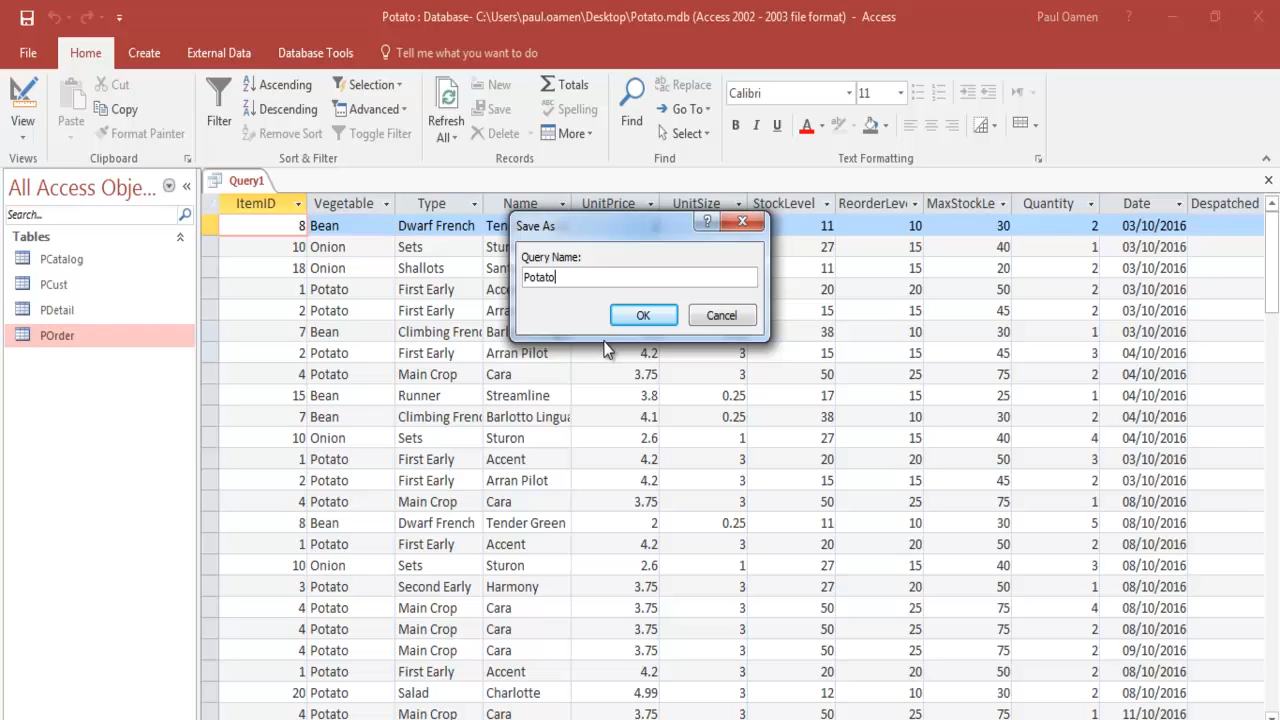 Potato : Database- C:\Users\paul.oamen\Desktop\Potato.mdb (Access 2002 - 2003 file format) - Access
Paul Oamen
File Home Create External Data Database Tools Tell me what you want to do
View
Views
Paste
Cut
Copy
Format Painter
Clipboard
Filter
Ascending
Descending
Remove Sort
Selection
Advanced
Toggle Filter
Sort & Filter
Refresh
All
New
Save
Delete
Totals
Spelling
More
Records
Find
Replace
Go To
Select
Find
Calibri 11
B I U A
Text Formatting
All Access Obje...
Search...
Tables
PCatalog
PCust
PDetail
POrder
Query1
ItemID Vegetable Type Name UnitPrice UnitSize StockLevel ReorderLeve MaxStockLe Quantity Date Despatched
8 Bean Dwarf French Ten 11 10 30 2 03/10/2016
10 Onion Sets Stur 27 15 40 1 03/10/2016
18 Onion Shallots Sant 11 15 20 2 03/10/2016
1 Potato First Early Acce 20 20 50 2 03/10/2016
2 Potato First Early Arra 15 15 45 2 03/10/2016
7 Bean Climbing Fren Barl 38 10 30 1 03/10/2016
2 Potato First Early Arran Pilot 4.2 3 15 15 45 3 04/10/2016
4 Potato Main Crop Cara 3.75 3 50 25 75 1 04/10/2016
15 Bean Runner Streamline 3.8 0.25 17 15 25 1 04/10/2016
7 Bean Climbing Fren Barlotto Lingua 4.1 0.25 38 10 30 2 04/10/2016
10 Onion Sets Sturon 2.6 1 27 15 40 4 04/10/2016
1 Potato First Early Accent 4.2 3 20 20 50 3 04/10/2016
2 Potato First Early Arran Pilot 4.2 3 15 15 45 2 04/10/2016
4 Potato Main Crop Cara 3.75 3 50 25 75 1 08/10/2016
8 Bean Dwarf French Tender Green 2 0.25 11 10 30 5 08/10/2016
1 Potato First Early Accent 4.2 3 20 20 50 2 08/10/2016
10 Onion Sets Sturon 2.6 1 27 15 40 3 08/10/2016
3 Potato Second Early Harmony 3.75 3 27 20 50 1 08/10/2016
4 Potato Main Crop Cara 3.75 3 50 25 75 4 08/10/2016
4 Potato Main Crop Cara 3.75 3 50 25 75 2 08/10/2016
4 Potato Main Crop Cara 3.75 3 50 25 75 2 09/10/2016
1 Potato First Early Accent 4.2 3 20 20 50 2 08/10/2016
20 Potato Salad Charlotte 4.99 3 12 10 30 2 08/10/2016
4 Potato Main Crop Cara 3.75 3 50 25 75 1 11/10/2016
Save As
Query Name:
Potato
OK Cancel